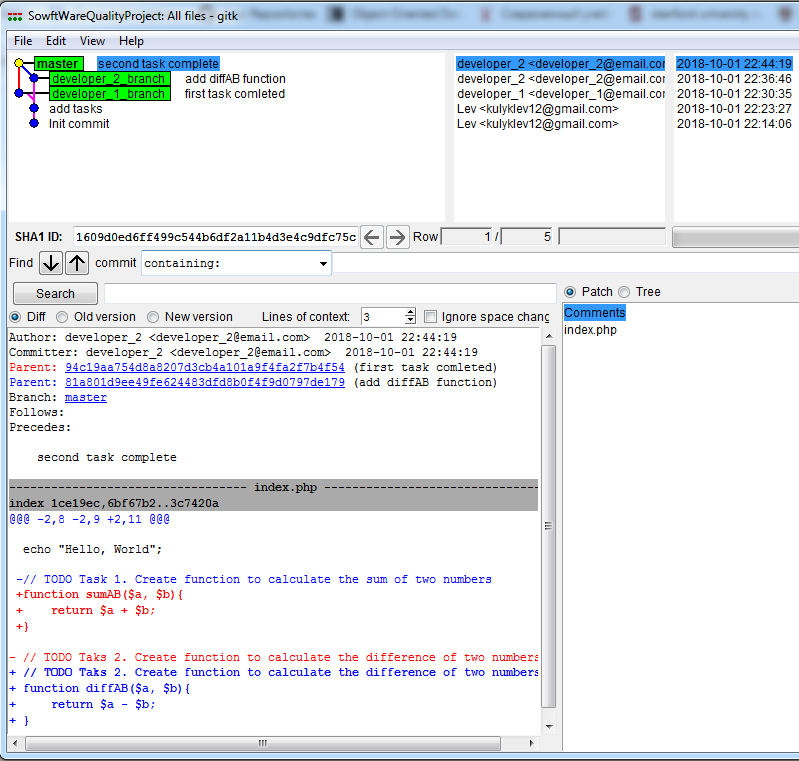 SowftWareQualityProject: All files - gitk
File Edit View Help
master second task complete developer_2 <developer_2@email.con 2018-10-01 22:44:19
developer_2_branch add diffAB function developer_2 <developer_2@email.con 2018-10-01 22:36:46
developer_1_branch first task comleted developer_1 <developer_1@email.con 2018-10-01 22:30:35
add tasks Lev <kulyklev12@gmail.com> 2018-10-01 22:23:27
Init commit Lev <kulyklev12@gmail.com> 2018-10-01 22:14:06
SHA1 ID: 1609d0ed6ff499c544b6df2a11b4d3e4c9dfc75c Row 1 / 5
Find commit containing:
Search
Patch Tree
Diff Old version New version Lines of context: 3 Ignore space chang
Comments
index.php
Author: developer_2 <developer_2@email.com> 2018-10-01 22:44:19
Committer: developer_2 <developer_2@email.com> 2018-10-01 22:44:19
Parent: 94c19aa754d8a8207d3cb4a101a9f4fa2f7b4f54 (first task comleted)
Parent: 81a801d9ee49fe624483dfd8b0f4f9d0797de179 (add diffAB function)
Branch: master
Follows:
Precedes:
second task complete
---------------------------------- index.php -------------------------------
index 1ce19ec,6bf67b2..3c7420a
@@@ -2,8 -2,9 +2,11 @@@
echo "Hello, World";
-// TODO Task 1. Create function to calculate the sum of two numbers
+function sumAB($a, $b){
+    return $a + $b;
+}
- // TODO Taks 2. Create function to calculate the difference of two numbers
+ // TODO Taks 2. Create function to calculate the difference of two numbers
+ function diffAB($a, $b){
+     return $a - $b;
+ }